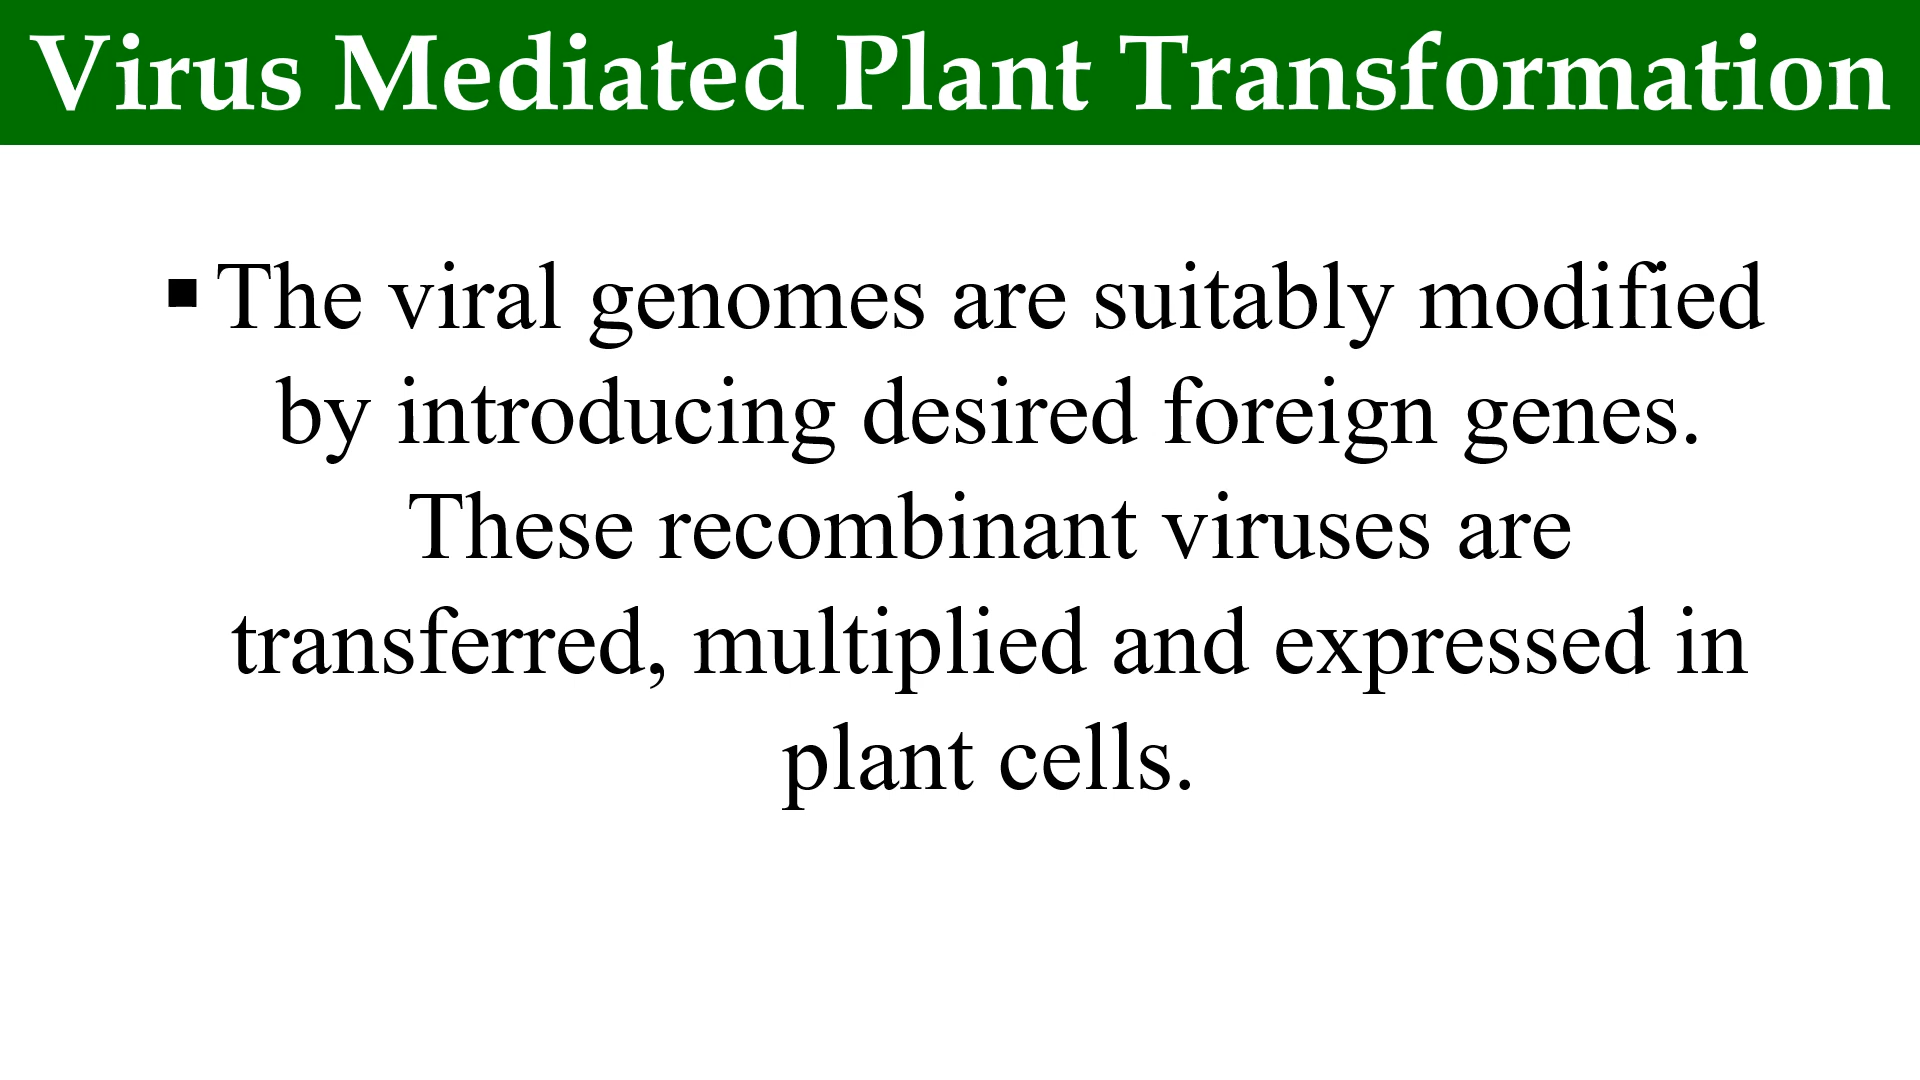 Virus Mediated Plant Transformation
▪ The viral genomes are suitably modified
by introducing desired foreign genes.
These recombinant viruses are
transferred, multiplied and expressed in
plant cells.